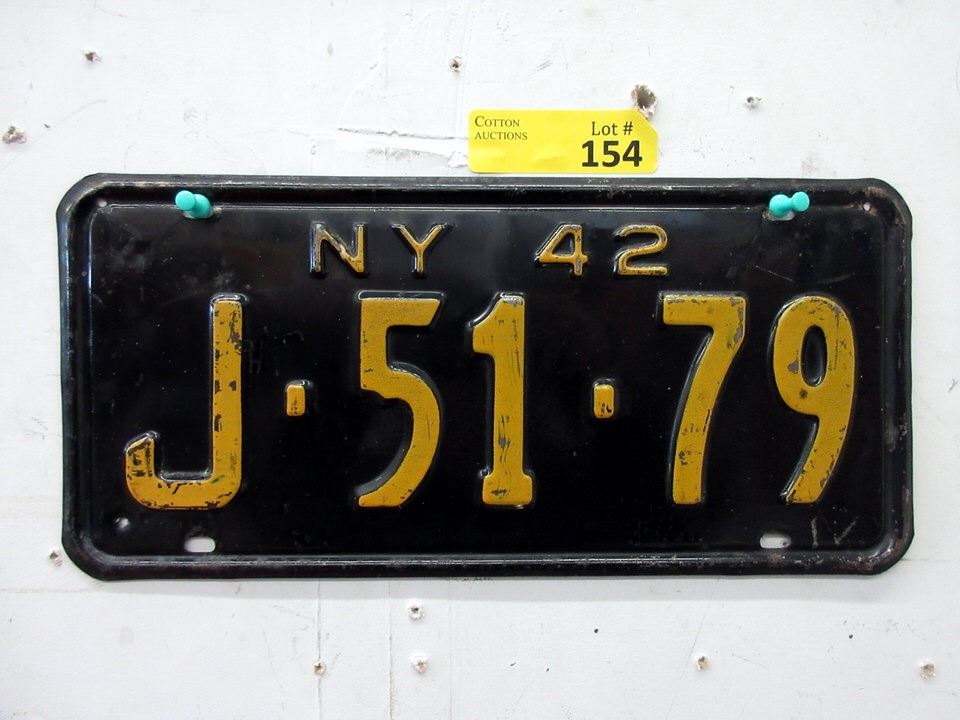 COTTON
AUCTIONS
Lot #
154
NY 42
J·51·79